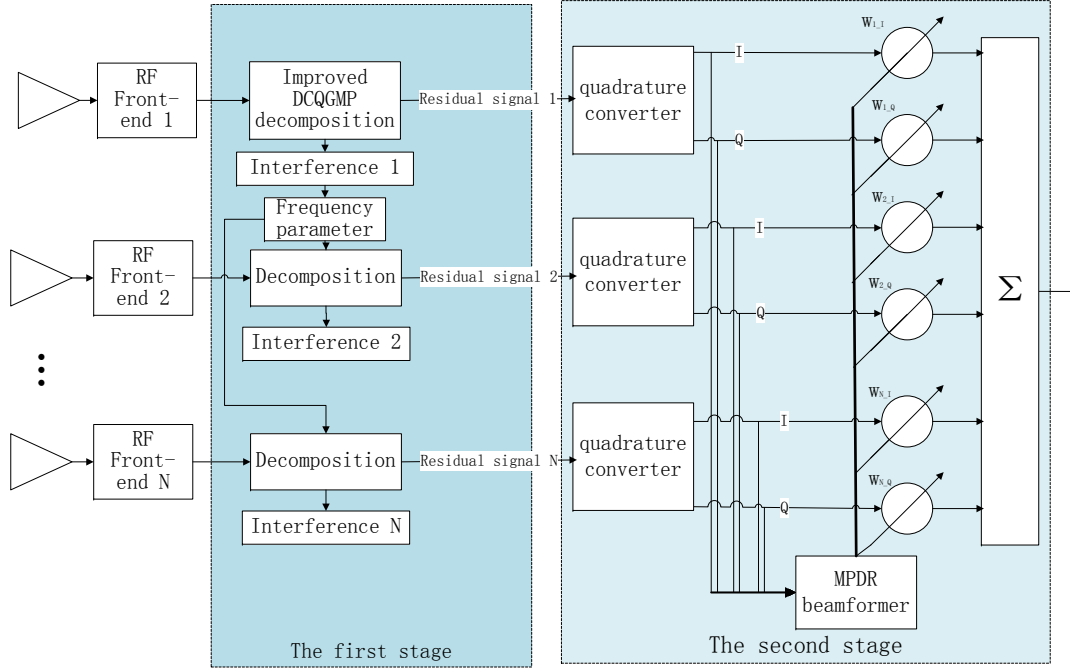 RF
Front-
end 1
Improved
DCQGMP
decomposition
Residual signal 1
Interference 1
Frequency
parameter
RF
Front-
end 2
Decomposition
Residual signal 2
Interference 2
RF
Front-
end N
Decomposition
Residual signal N
Interference N
The first stage
quadrature
converter
I
Q
W1_I
W1_Q
quadrature
converter
I
Q
W2_I
W2_Q
quadrature
converter
I
Q
WN_I
WN_Q
Σ
MPDR
beamformer
The second stage